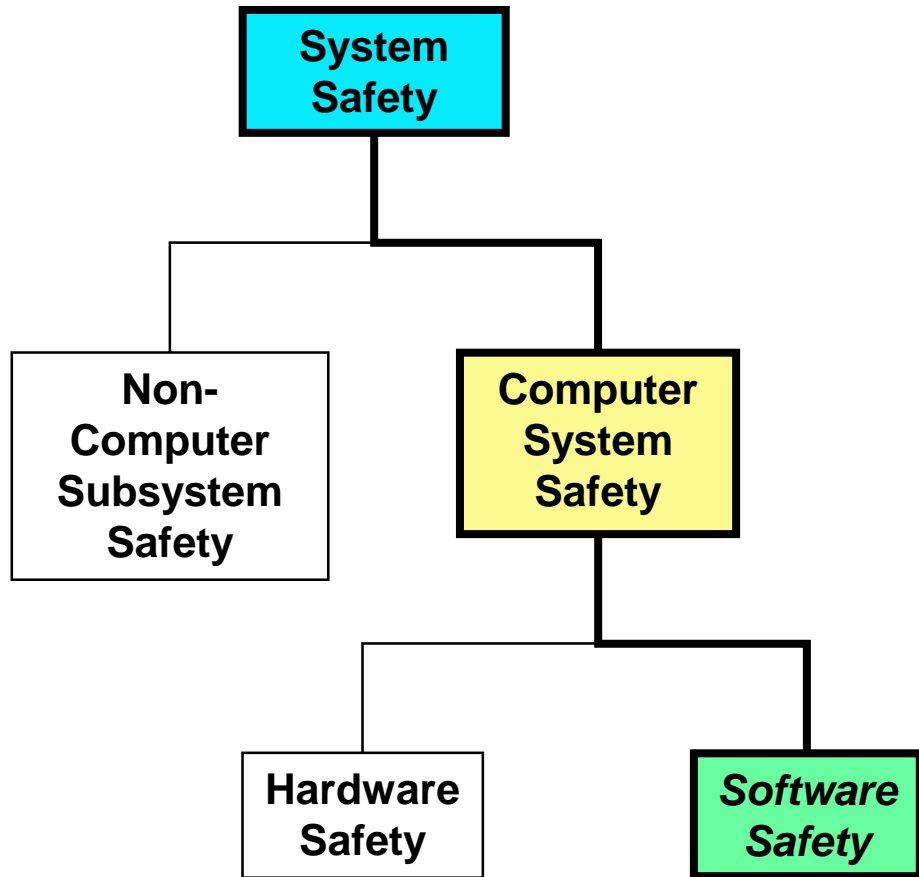 System
Safety
Non-
Computer
Subsystem
Safety
Computer
System
Safety
Hardware
Safety
Software
Safety